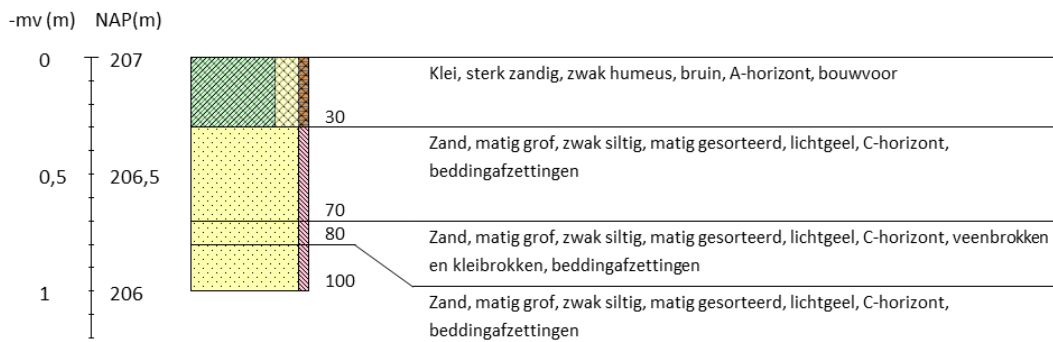 -mv (m) NAP(m)
0 207
Klei, sterk zandig, zwak humeus, bruin, A-horizont, bouwvoor
30
Zand, matig grof, zwak siltig, matig gesorteerd, lichtgeel, C-horizont,
beddingafzettingen
0,5 206,5
70
80
Zand, matig grof, zwak siltig, matig gesorteerd, lichtgeel, C-horizont, veenbrokken
en kleibrokken, beddingafzettingen
100
1 206
Zand, matig grof, zwak siltig, matig gesorteerd, lichtgeel, C-horizont,
beddingafzettingen